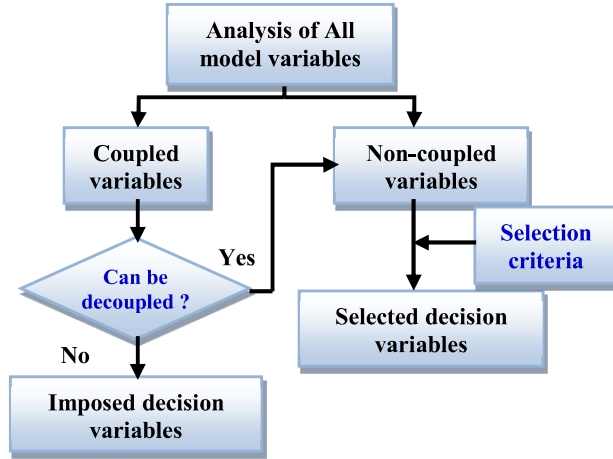 Analysis of All
model variables
Coupled
variables
Non-coupled
variables
Yes
Selection
criteria
Can be
decoupled ?
Selected decision
variables
No
Imposed decision
variables